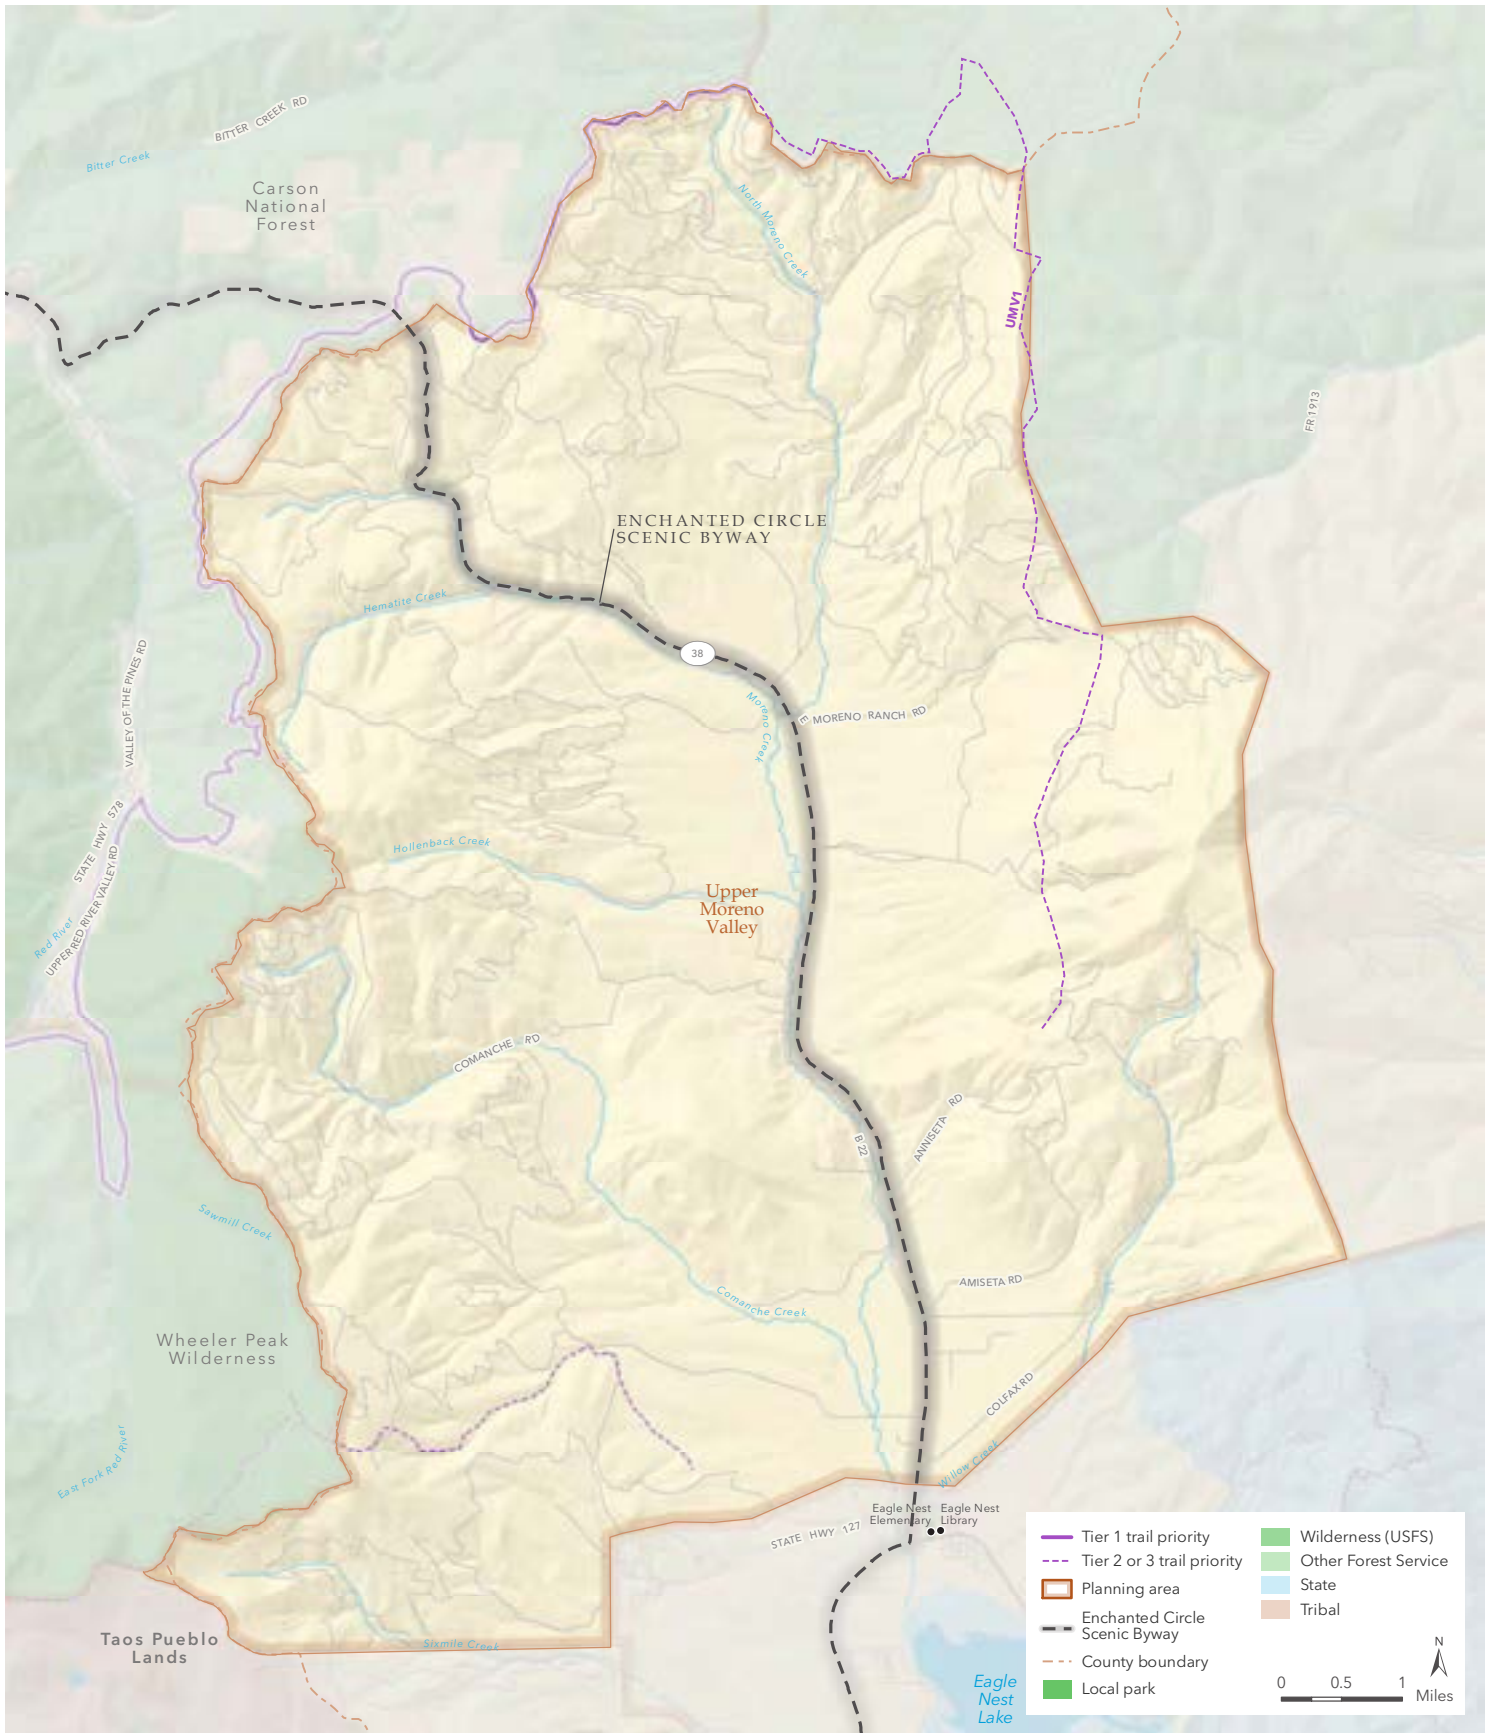 BITTER CREEK RD
Bitter Creek
Carson
National
Forest
North Moreno Creek
UMV1
FR 1913
ENCHANTED CIRCLE
SCENIC BYWAY
Hematite Creek
38
VALLEY OF THE PINES RD
Moreno Creek
E MORENO RANCH RD
STATE HWY 578
Hollenback Creek
UPPER RED RIVER VALLEY RD
Red River
Upper
Moreno
Valley
COMANCHE RD
ANNISETA RD
B 22
Sawmill Creek
AMISETA RD
Comanche Creek
Wheeler Peak
Wilderness
COLFAX RD
East Fork Red River
Willow Creek
Eagle Nest
Elementary
Eagle Nest
Library
STATE HWY 127
Taos Pueblo
Lands
Sixmile Creek
Eagle
Nest
Lake
Tier 1 trail priority
Tier 2 or 3 trail priority
Planning area
Enchanted Circle
Scenic Byway
County boundary
Local park
Wilderness (USFS)
Other Forest Service
State
Tribal
N
0 0.5 1
Miles